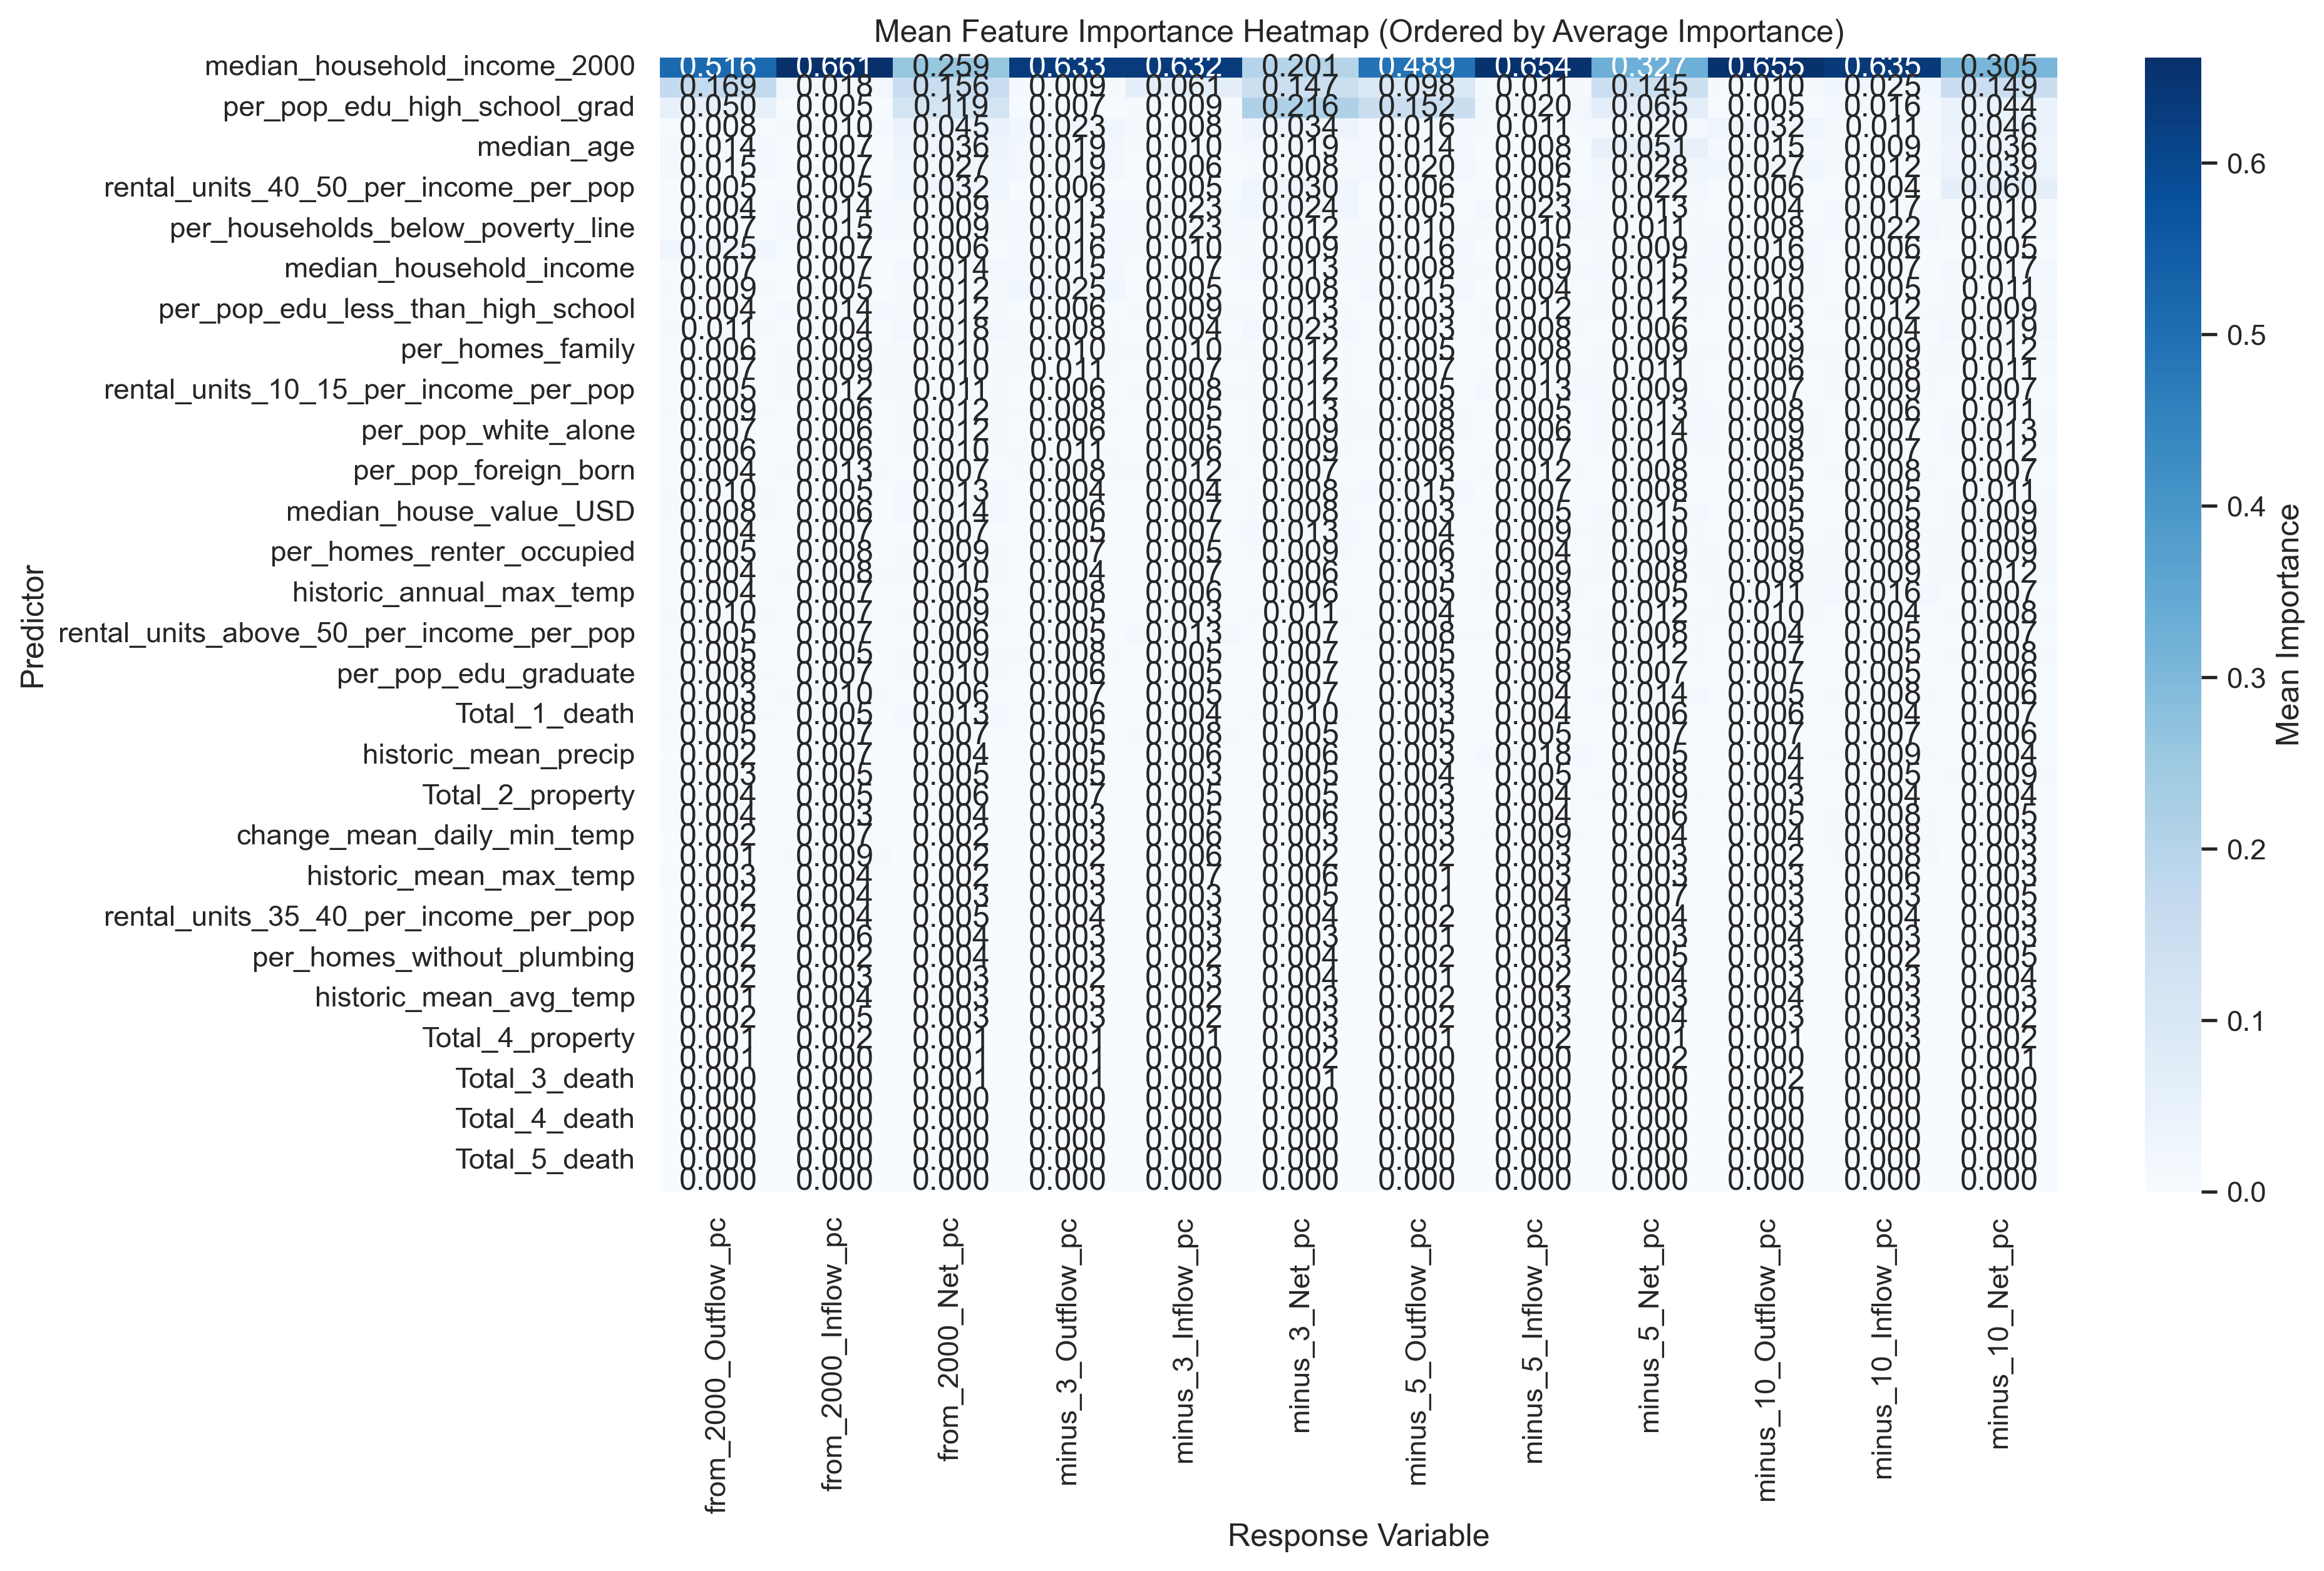 Mean Feature Importance Heatmap (Ordered by Average Importance)
median_household_income_2000 0.516 0.661 0.259 0.633 0.632 0.201 0.489 0.654 0.327 0.655 0.635 0.305
0.169 0.018 0.156 0.099 0.061 0.147 0.098 0.011 0.145 0.010 0.025 0.149
per_pop_edu_high_school_grad 0.050 0.005 0.119 0.007 0.009 0.216 0.152 0.020 0.065 0.005 0.016 0.044
0.008 0.010 0.045 0.023 0.008 0.034 0.016 0.011 0.020 0.032 0.011 0.046
median_age 0.014 0.007 0.036 0.019 0.010 0.019 0.014 0.008 0.051 0.015 0.009 0.036
0.015 0.007 0.027 0.019 0.006 0.008 0.020 0.006 0.028 0.027 0.012 0.039
rental_units_40_50_per_income_per_pop 0.005 0.005 0.032 0.006 0.005 0.030 0.006 0.005 0.022 0.006 0.004 0.060
0.004 0.014 0.009 0.013 0.023 0.024 0.005 0.023 0.013 0.004 0.017 0.010
per_households_below_poverty_line 0.007 0.015 0.009 0.015 0.023 0.012 0.010 0.010 0.011 0.008 0.022 0.012
0.025 0.007 0.006 0.016 0.010 0.009 0.016 0.005 0.009 0.016 0.006 0.005
median_household_income 0.007 0.007 0.014 0.015 0.007 0.013 0.008 0.009 0.015 0.009 0.007 0.017
0.009 0.005 0.012 0.025 0.005 0.008 0.015 0.004 0.012 0.010 0.005 0.011
per_pop_edu_less_than_high_school 0.004 0.014 0.012 0.006 0.009 0.013 0.003 0.012 0.012 0.006 0.012 0.009
0.011 0.004 0.018 0.008 0.004 0.023 0.003 0.008 0.006 0.003 0.004 0.019
per_homes_family 0.006 0.009 0.010 0.010 0.010 0.012 0.005 0.008 0.009 0.009 0.009 0.012
0.007 0.009 0.010 0.011 0.007 0.012 0.007 0.010 0.011 0.006 0.008 0.011
rental_units_10_15_per_income_per_pop 0.005 0.012 0.011 0.006 0.008 0.012 0.005 0.013 0.009 0.007 0.009 0.007
0.009 0.006 0.012 0.008 0.005 0.013 0.008 0.005 0.013 0.008 0.006 0.011
per_pop_white_alone 0.007 0.006 0.012 0.006 0.005 0.009 0.008 0.006 0.014 0.009 0.007 0.013
0.006 0.006 0.010 0.011 0.006 0.009 0.006 0.007 0.010 0.008 0.007 0.012
per_pop_foreign_born 0.004 0.013 0.007 0.008 0.012 0.007 0.003 0.012 0.008 0.005 0.008 0.007
0.010 0.005 0.013 0.004 0.004 0.008 0.015 0.007 0.008 0.005 0.005 0.011
median_house_value_USD 0.008 0.006 0.014 0.006 0.007 0.008 0.003 0.005 0.015 0.005 0.005 0.009
0.004 0.007 0.007 0.005 0.007 0.013 0.004 0.009 0.010 0.005 0.008 0.009
per_homes_renter_occupied 0.005 0.008 0.009 0.007 0.005 0.009 0.006 0.004 0.009 0.009 0.008 0.009
0.004 0.008 0.010 0.004 0.007 0.006 0.003 0.009 0.008 0.008 0.009 0.012
historic_annual_max_temp 0.004 0.007 0.005 0.008 0.006 0.006 0.005 0.009 0.005 0.011 0.016 0.007
0.010 0.007 0.009 0.005 0.003 0.011 0.004 0.003 0.012 0.010 0.004 0.008
rental_units_above_50_per_income_per_pop 0.005 0.007 0.006 0.005 0.013 0.007 0.008 0.009 0.008 0.004 0.005 0.007
0.005 0.005 0.009 0.008 0.005 0.007 0.005 0.005 0.012 0.007 0.005 0.008
per_pop_edu_graduate 0.008 0.007 0.010 0.006 0.005 0.007 0.005 0.008 0.007 0.007 0.005 0.006
0.003 0.010 0.006 0.007 0.005 0.007 0.003 0.004 0.014 0.005 0.008 0.006
Total_1_death 0.008 0.005 0.013 0.006 0.004 0.010 0.003 0.004 0.006 0.006 0.004 0.007
0.005 0.007 0.007 0.005 0.008 0.005 0.005 0.005 0.007 0.007 0.007 0.006
historic_mean_precip 0.002 0.007 0.004 0.006 0.006 0.006 0.003 0.018 0.005 0.004 0.009 0.004
0.003 0.005 0.005 0.005 0.003 0.005 0.004 0.005 0.008 0.004 0.005 0.009
Total_2_property 0.004 0.005 0.006 0.007 0.005 0.005 0.003 0.004 0.009 0.003 0.004 0.004
0.004 0.003 0.004 0.003 0.005 0.006 0.003 0.004 0.006 0.005 0.008 0.005
change_mean_daily_min_temp 0.002 0.007 0.002 0.003 0.006 0.003 0.003 0.009 0.004 0.004 0.008 0.003
0.001 0.009 0.002 0.002 0.006 0.002 0.002 0.003 0.003 0.002 0.008 0.003
historic_mean_max_temp 0.003 0.004 0.002 0.003 0.007 0.006 0.001 0.003 0.003 0.003 0.006 0.003
0.002 0.004 0.003 0.003 0.003 0.005 0.001 0.004 0.007 0.003 0.003 0.005
rental_units_35_40_per_income_per_pop 0.002 0.004 0.005 0.004 0.003 0.004 0.002 0.003 0.004 0.003 0.004 0.003
0.002 0.006 0.004 0.003 0.003 0.003 0.001 0.004 0.003 0.004 0.003 0.003
per_homes_without_plumbing 0.002 0.002 0.004 0.003 0.002 0.004 0.002 0.003 0.005 0.003 0.002 0.005
0.002 0.003 0.003 0.002 0.003 0.004 0.001 0.002 0.004 0.003 0.003 0.004
historic_mean_avg_temp 0.001 0.004 0.003 0.003 0.002 0.003 0.002 0.003 0.003 0.004 0.003 0.003
0.002 0.005 0.003 0.003 0.002 0.003 0.002 0.003 0.004 0.003 0.003 0.002
Total_4_property 0.001 0.002 0.001 0.001 0.001 0.003 0.001 0.002 0.001 0.001 0.003 0.002
0.001 0.000 0.001 0.001 0.000 0.002 0.000 0.000 0.002 0.000 0.000 0.001
Total_3_death 0.000 0.000 0.001 0.001 0.000 0.001 0.000 0.000 0.000 0.002 0.000 0.000
0.000 0.000 0.000 0.000 0.000 0.000 0.000 0.000 0.000 0.000 0.000 0.000
Total_4_death 0.000 0.000 0.000 0.000 0.000 0.000 0.000 0.000 0.000 0.000 0.000 0.000
0.000 0.000 0.000 0.000 0.000 0.000 0.000 0.000 0.000 0.000 0.000 0.000
Total_5_death 0.000 0.000 0.000 0.000 0.000 0.000 0.000 0.000 0.000 0.000 0.000 0.000
0.000 0.000 0.000 0.000 0.000 0.000 0.000 0.000 0.000 0.000 0.000 0.000
Predictor
from_2000_Outflow_pc
from_2000_Inflow_pc
from_2000_Net_pc
minus_3_Outflow_pc
minus_3_Inflow_pc
minus_3_Net_pc
minus_5_Outflow_pc
minus_5_Inflow_pc
minus_5_Net_pc
minus_10_Outflow_pc
minus_10_Inflow_pc
minus_10_Net_pc
Response Variable
0.6
0.5
0.4
0.3
0.2
0.1
0.0
Mean Importance